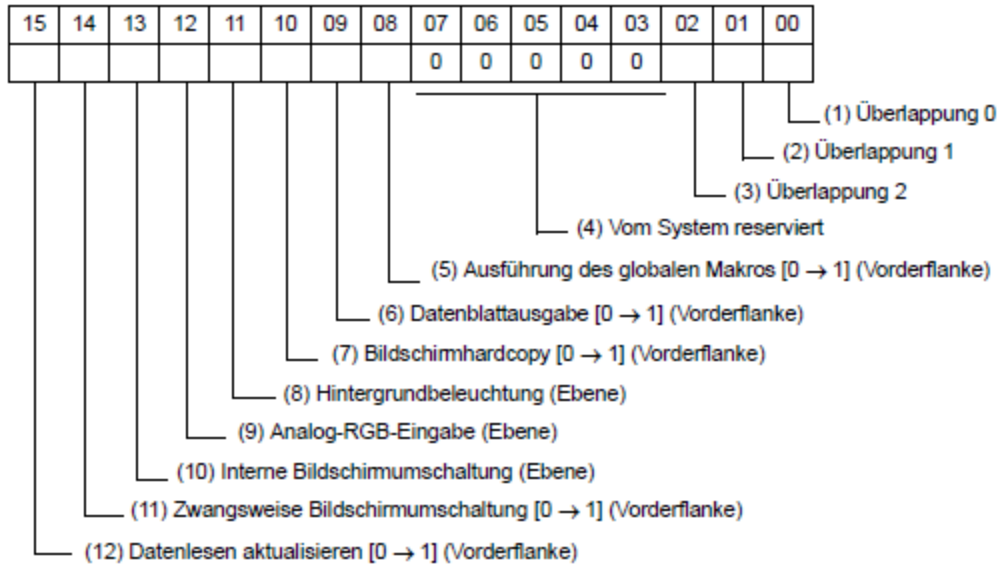 15 14 13 12 11 10 09 08 07 06 05 04 03 02 01 00
0 0 0 0 0
(1) Überlappung 0
(2) Überlappung 1
(3) Überlappung 2
(4) Vom System reserviert
(5) Ausführung des globalen Makros [0 → 1] (Vorderflanke)
(6) Datenblattausgabe [0 → 1] (Vorderflanke)
(7) Bildschirmhardcopy [0 → 1] (Vorderflanke)
(8) Hintergrundbeleuchtung (Ebene)
(9) Analog-RGB-Eingabe (Ebene)
(10) Interne Bildschirmumschaltung (Ebene)
(11) Zwangsweise Bildschirmumschaltung [0 → 1] (Vorderflanke)
(12) Datenlesen aktualisieren [0 → 1] (Vorderflanke)